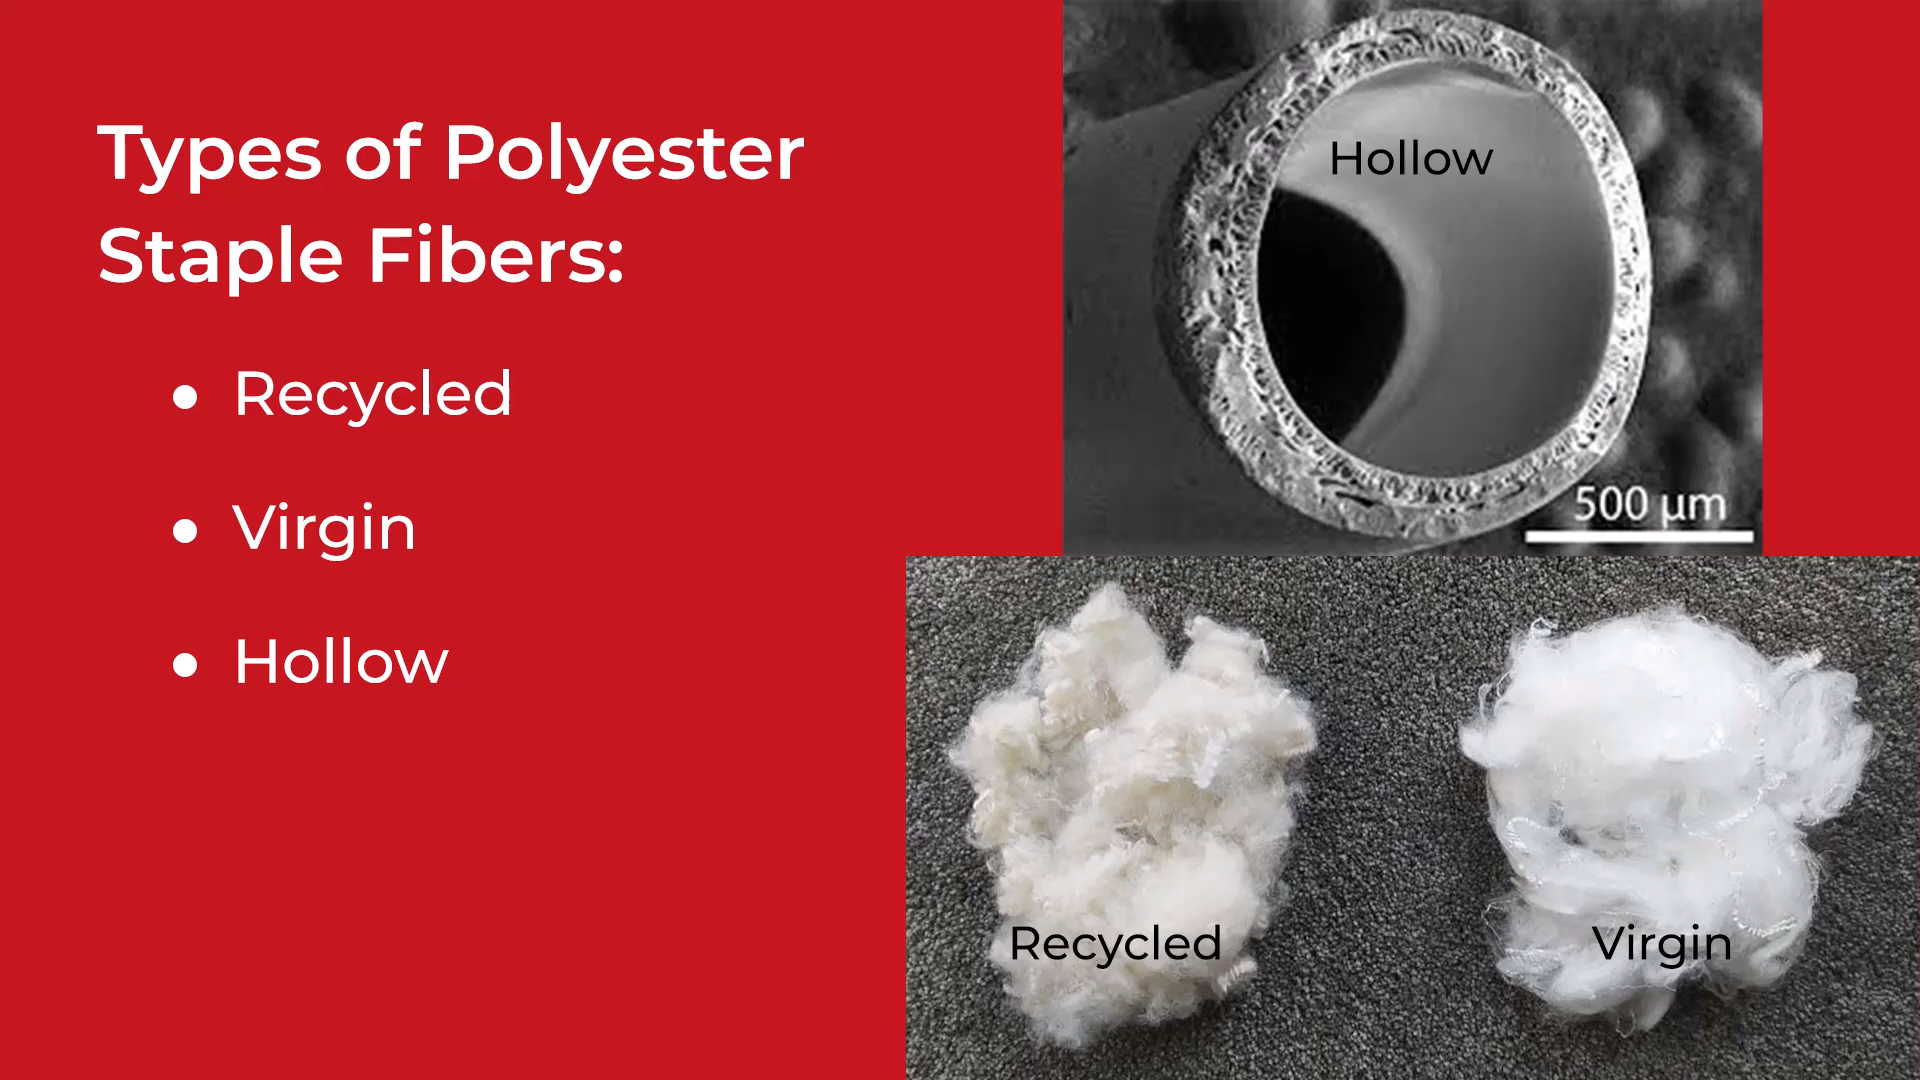 Types of Polyester
Staple Fibers:
● Recycled
● Virgin
● Hollow
Hollow
500 µm
Recycled
Virgin